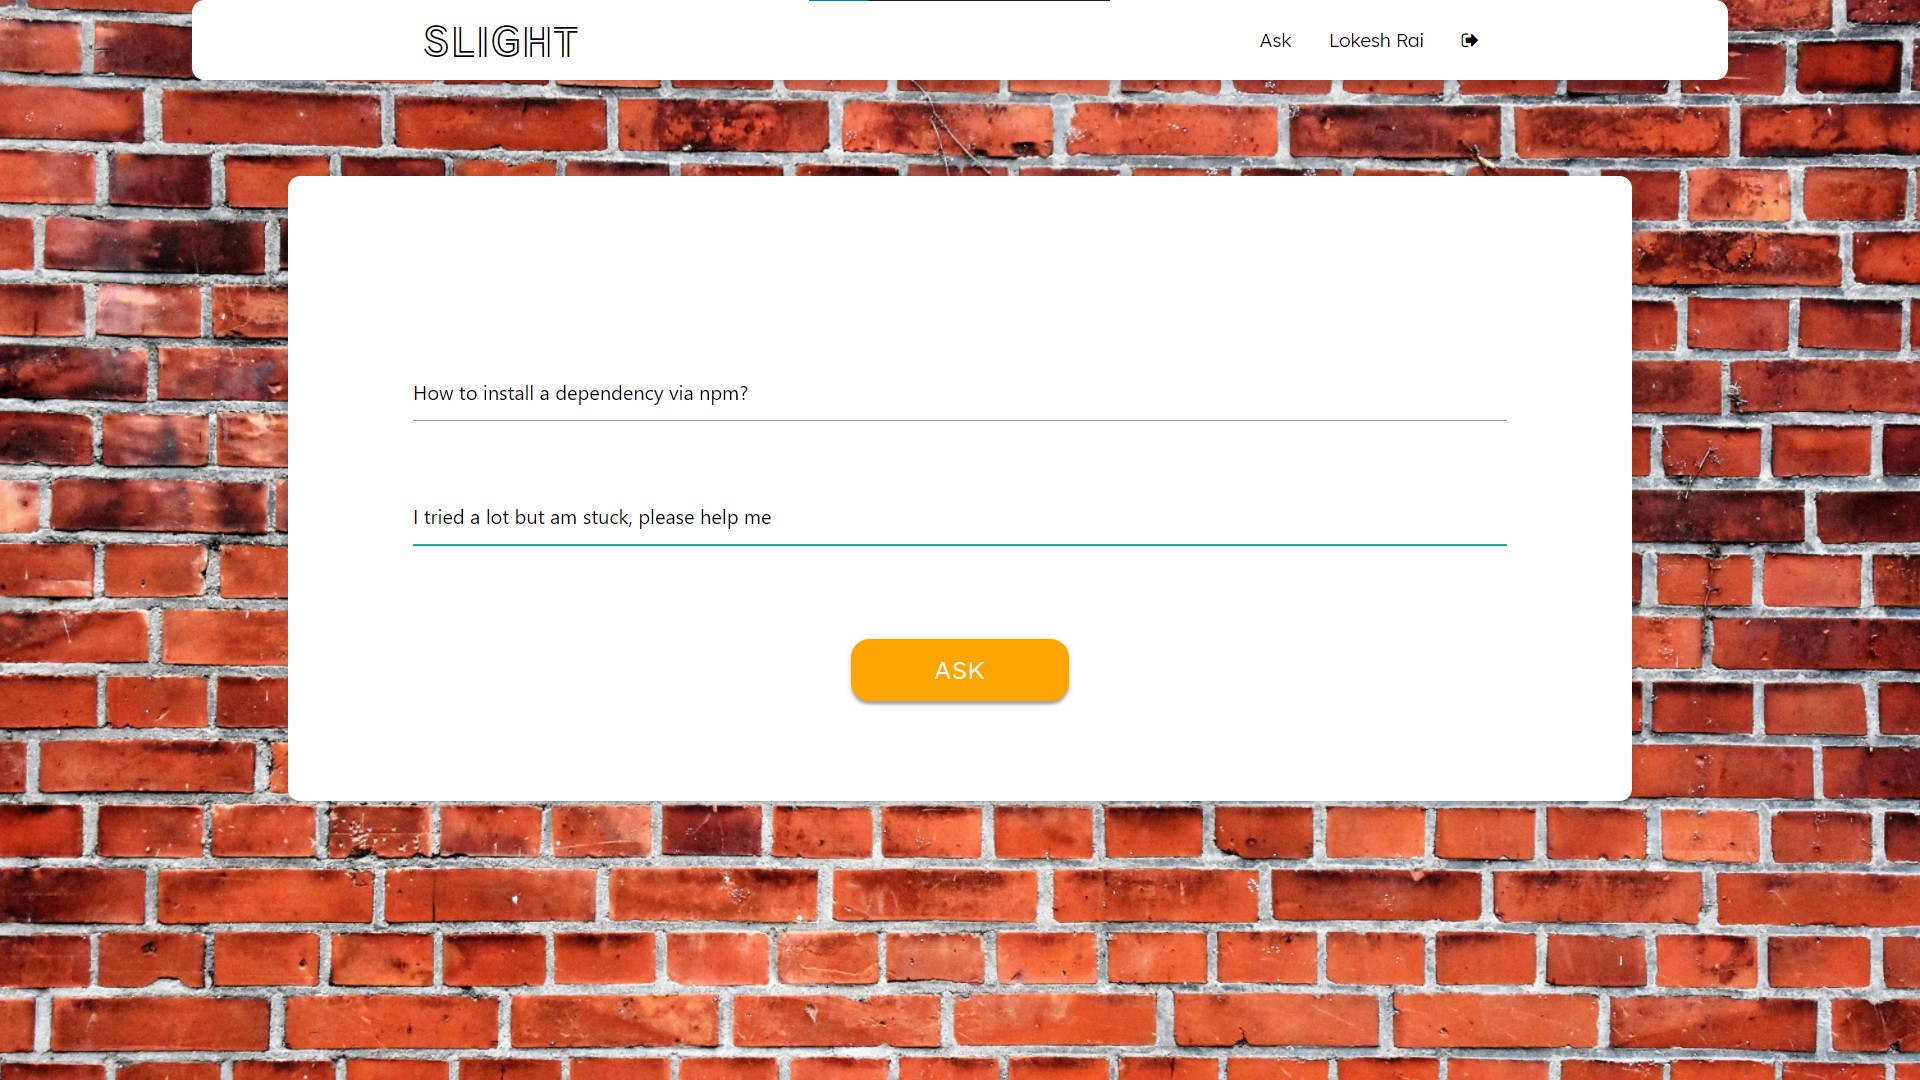 SLIGHT
Ask
Lokesh Rai
How to install a dependency via npm?
I tried a lot but am stuck, please help me
ASK